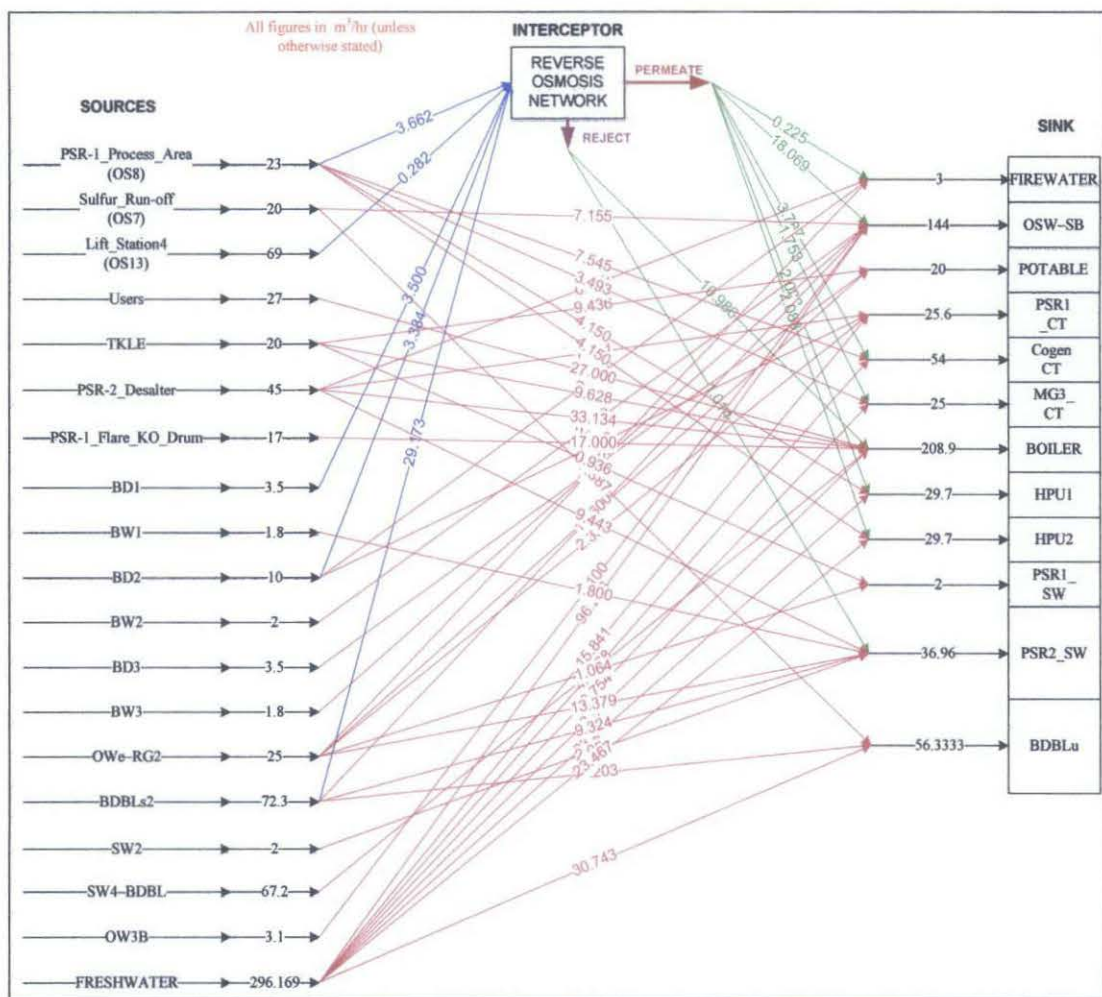 All figures in m³/hr (unless
otherwise stated)
INTERCEPTOR
REVERSE
OSMOSIS
NETWORK
PERMEATE
REJECT
SOURCES
SINK
PSR-1_Process_Area
(OS8)
23
Sulfur_Run-off
(OS7)
20
Lift_Station4
(OS13)
69
Users
27
TKLE
20
PSR-2_Desalter
45
PSR-1_Flare_KO_Drum
17
BD1
3.5
BW1
1.8
BD2
10
BW2
2
BD3
3.5
BW3
1.8
OWe-RG2
25
BDBLs2
72.3
SW2
2
SW4-BDBL
67.2
OW3B
3.1
FRESHWATER
296.169
3.662
0.282
3.500
3.384
29.173
0.225
18.069
7.155
7.545
3.493
9.436
4.150
4.150
27.000
9.628
33.134
17.000
0.936
9.443
1.800
15.841
1.064
13.379
9.324
23.467
30.743
3
FIREWATER
144
OSW-SB
20
POTABLE
25.6
PSR1
_CT
54
Cogen
CT
25
MG3_
CT
208.9
BOILER
29.7
HPU1
29.7
HPU2
2
PSR1_
SW
36.96
PSR2_SW
56.3333
BDBLu